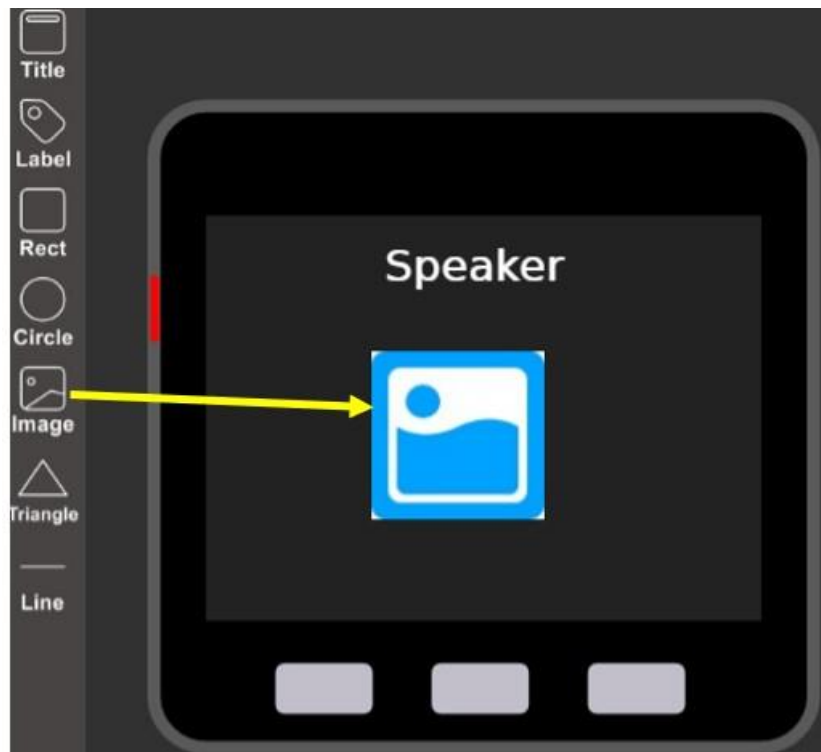 Title
Label
Rect
Circle
Image
Triangle
Line
Speaker